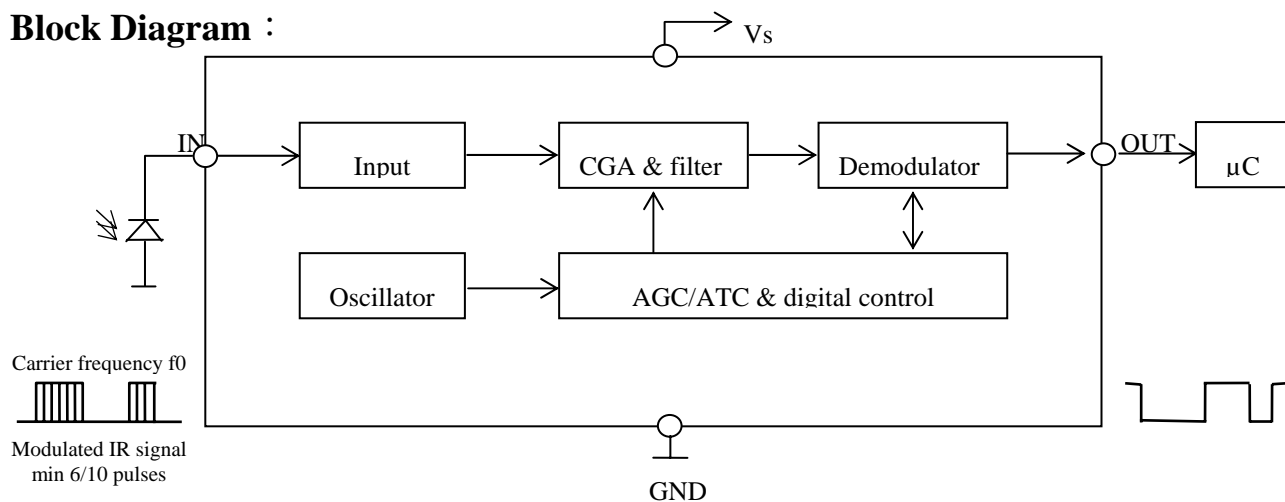 Block Diagram：
Vs
IN
Input
CGA & filter
Demodulator
OUT
µC
Oscillator
AGC/ATC & digital control
Carrier frequency f0
Modulated IR signal
min 6/10 pulses
GND